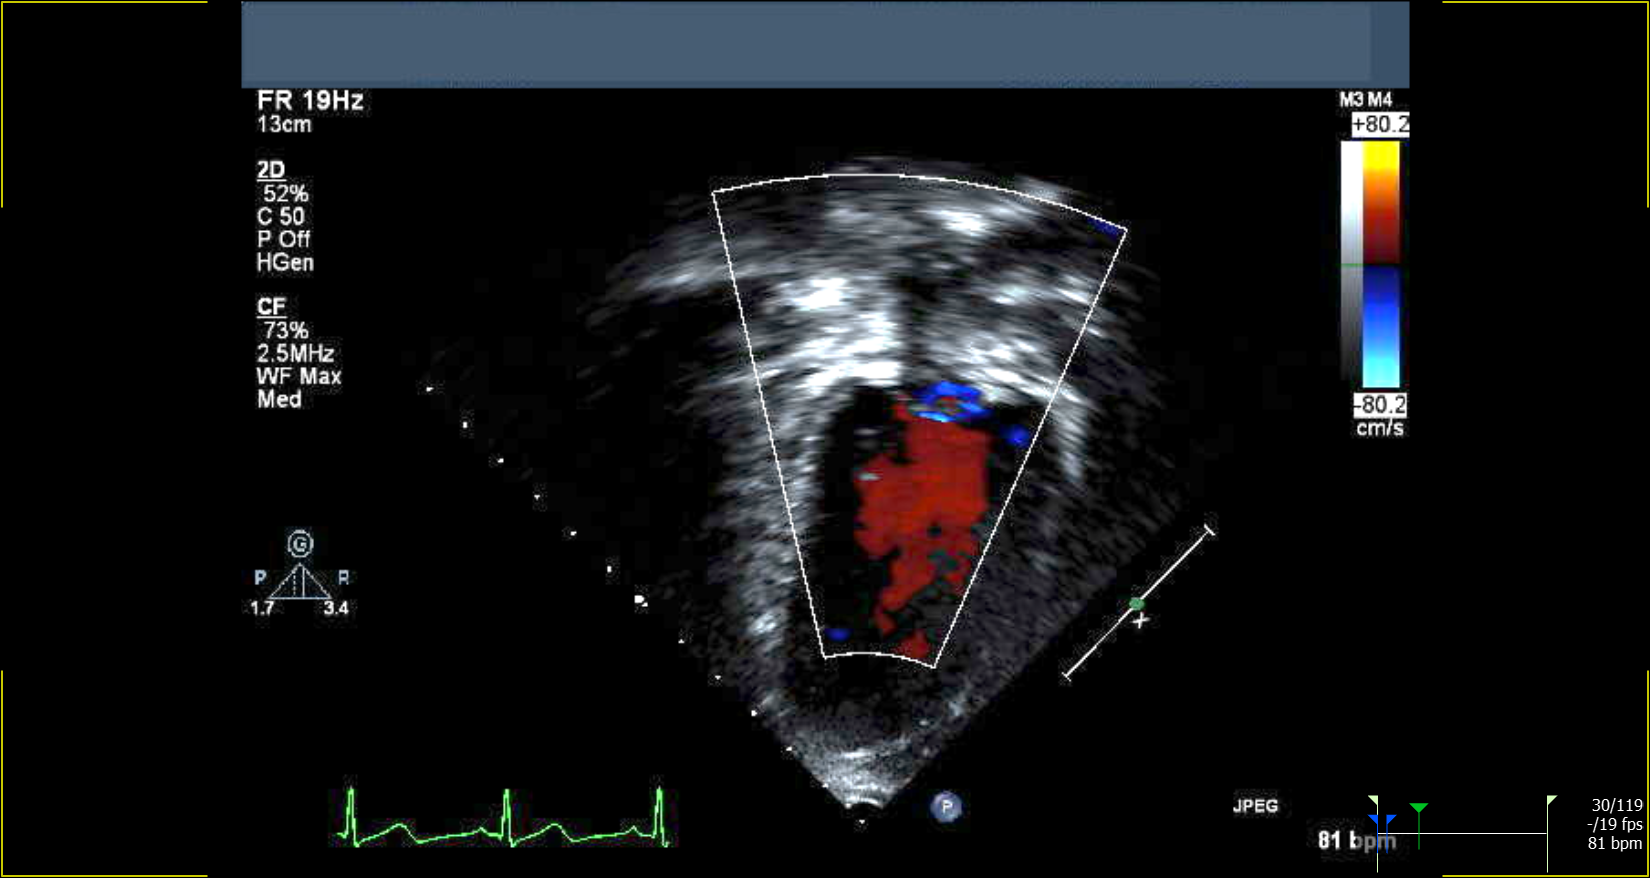 FR 19Hz
13cm
2D
52%
C 50
P Off
HGen
CF
73%
2.5MHz
WF Max
Med
M3 M4
+80.2
-80.2
cm/s
G
P R
1.7 3.4
P
JPEG
81 bpm
30/119
-/19 fps
81 bpm